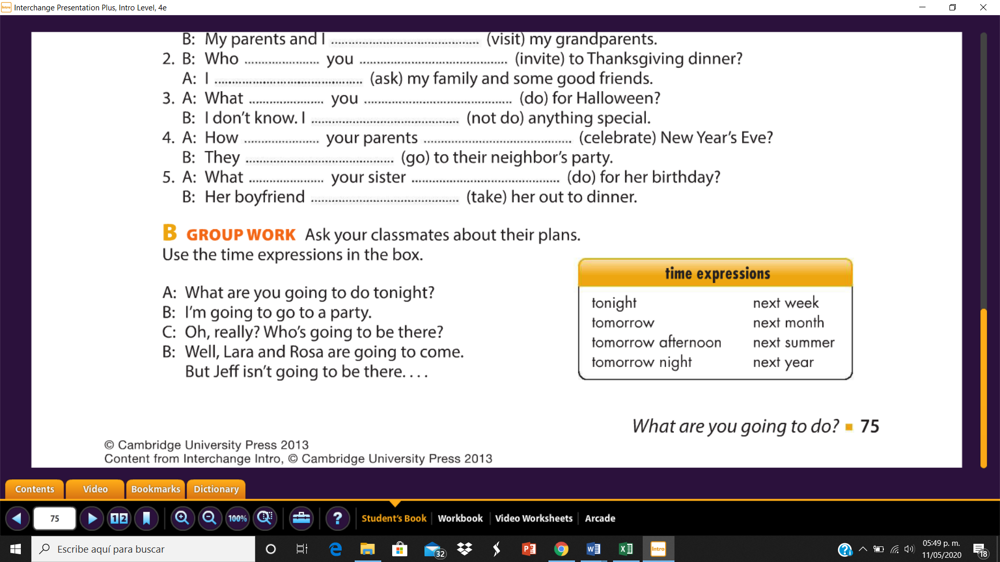 Interchange Presentation Plus, Intro Level, 4e
B: My parents and I ........................................ (visit) my grandparents.
2. B: Who .................... you ........................................ (invite) to Thanksgiving dinner?
A: I ........................................ (ask) my family and some good friends.
3. A: What .................... you ........................................ (do) for Halloween?
B: I don't know. I ........................................ (not do) anything special.
4. A: How .................... your parents ........................................ (celebrate) New Year's Eve?
B: They ........................................ (go) to their neighbor's party.
5. A: What .................... your sister ........................................ (do) for her birthday?
B: Her boyfriend ........................................ (take) her out to dinner.
B GROUP WORK Ask your classmates about their plans.
Use the time expressions in the box.
A: What are you going to do tonight?
B: I'm going to go to a party.
C: Oh, really? Who's going to be there?
B: Well, Lara and Rosa are going to come.
But Jeff isn't going to be there. . . .
time expressions
tonight next week
tomorrow next month
tomorrow afternoon next summer
tomorrow night next year
What are you going to do? ■ 75
© Cambridge University Press 2013
Content from Interchange Intro, © Cambridge University Press 2013
Contents Video Bookmarks Dictionary
75 12 100% ? Student's Book Workbook Video Worksheets Arcade
Escribe aquí para buscar 32 Intro 05:49 p. m.
11/05/2020 18